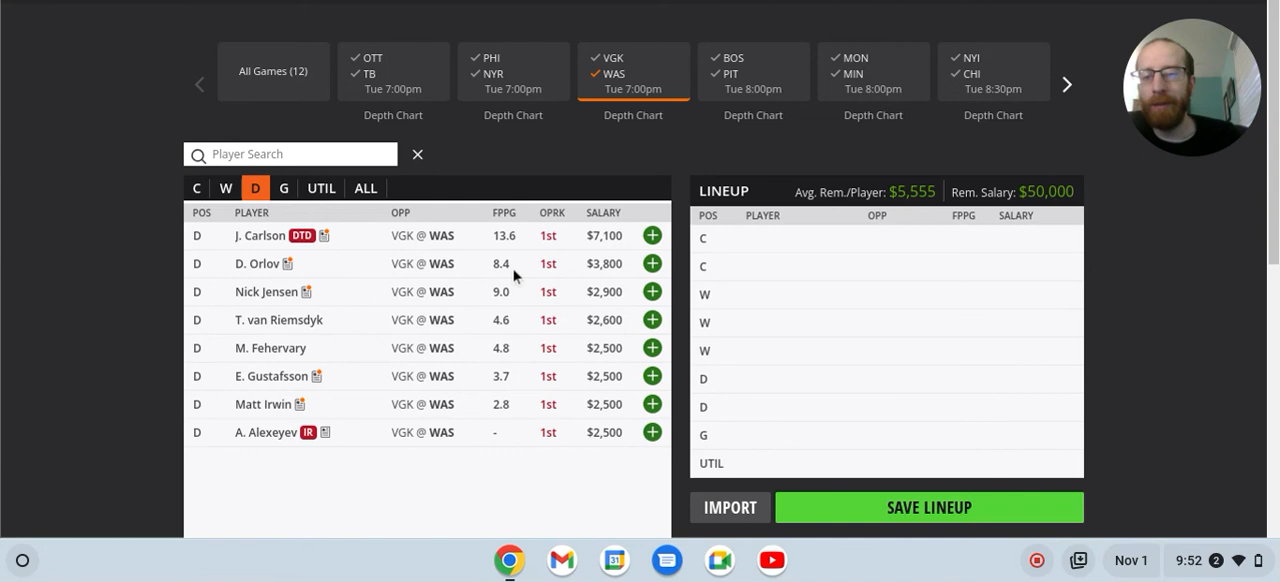 All Games (12)
OTT
TB
Tue 7:00pm
Depth Chart
PHI
NYR
Tue 7:00pm
Depth Chart
VGK
WAS
Tue 7:00pm
Depth Chart
BOS
PIT
Tue 8:00pm
Depth Chart
MON
MIN
Tue 8:00pm
Depth Chart
NYI
CHI
Tue 8:30pm
Depth Chart
Player Search
C W D G UTIL ALL
POS PLAYER OPP FPPG OPRK SALARY
D J. Carlson DTD VGK @ WAS 13.6 1st $7,100
D D. Orlov VGK @ WAS 8.4 1st $3,800
D Nick Jensen VGK @ WAS 9.0 1st $2,900
D T. van Riemsdyk VGK @ WAS 4.6 1st $2,600
D M. Fehervary VGK @ WAS 4.8 1st $2,500
D E. Gustafsson VGK @ WAS 3.7 1st $2,500
D Matt Irwin VGK @ WAS 2.8 1st $2,500
D A. Alexeyev IR VGK @ WAS - 1st $2,500
LINEUP Avg. Rem./Player: $5,555 Rem. Salary: $50,000
POS PLAYER OPP FPPG SALARY
C
C
W
W
W
D
D
G
UTIL
IMPORT SAVE LINEUP
31
Nov 1 9:52 2